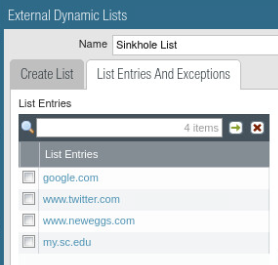 External Dynamic Lists
Name Sinkhole List
Create List List Entries And Exceptions
List Entries
4 items
List Entries
google.com
www.twitter.com
www.neweggs.com
my.sc.edu